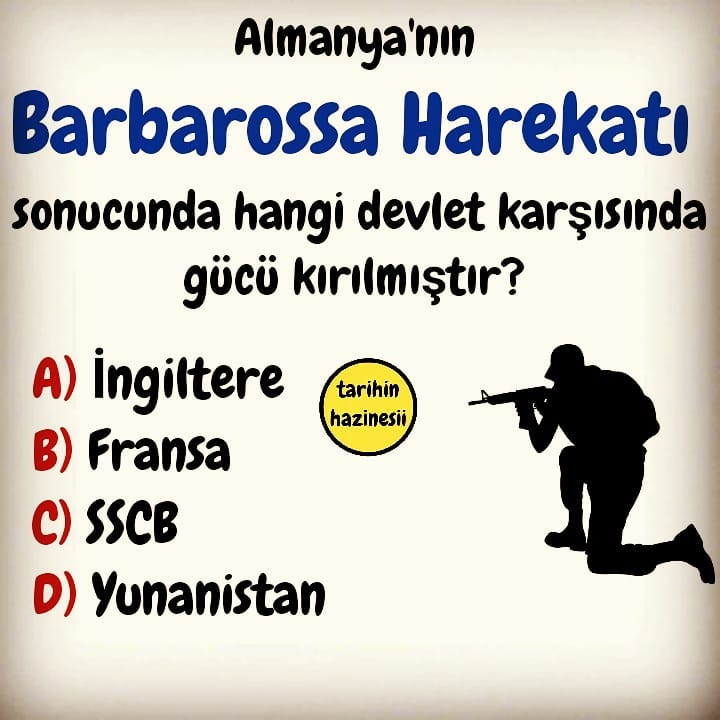 Almanya'nın
Barbarossa Harekatı
sonucunda hangi devlet karşısında
gücü kırılmıştır?
A) İngiltere
B) Fransa
C) SSCB
D) Yunanistan
tarihin
hazinesii